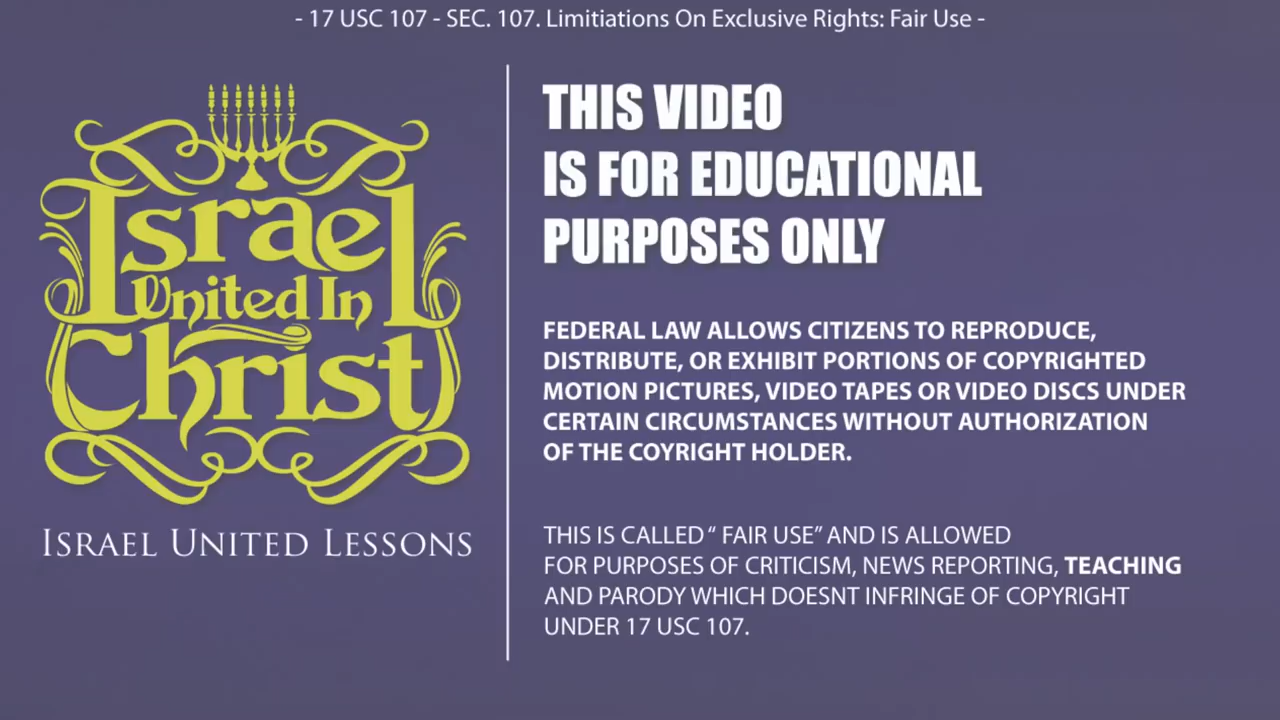 - 17 USC 107 - SEC. 107. Limitiations On Exclusive Rights: Fair Use -
Israel
United In
Christ
ISRAEL UNITED LESSONS
THIS VIDEO
IS FOR EDUCATIONAL
PURPOSES ONLY
FEDERAL LAW ALLOWS CITIZENS TO REPRODUCE,
DISTRIBUTE, OR EXHIBIT PORTIONS OF COPYRIGHTED
MOTION PICTURES, VIDEO TAPES OR VIDEO DISCS UNDER
CERTAIN CIRCUMSTANCES WITHOUT AUTHORIZATION
OF THE COYRIGHT HOLDER.
THIS IS CALLED “ FAIR USE” AND IS ALLOWED
FOR PURPOSES OF CRITICISM, NEWS REPORTING, TEACHING
AND PARODY WHICH DOESNT INFRINGE OF COPYRIGHT
UNDER 17 USC 107.